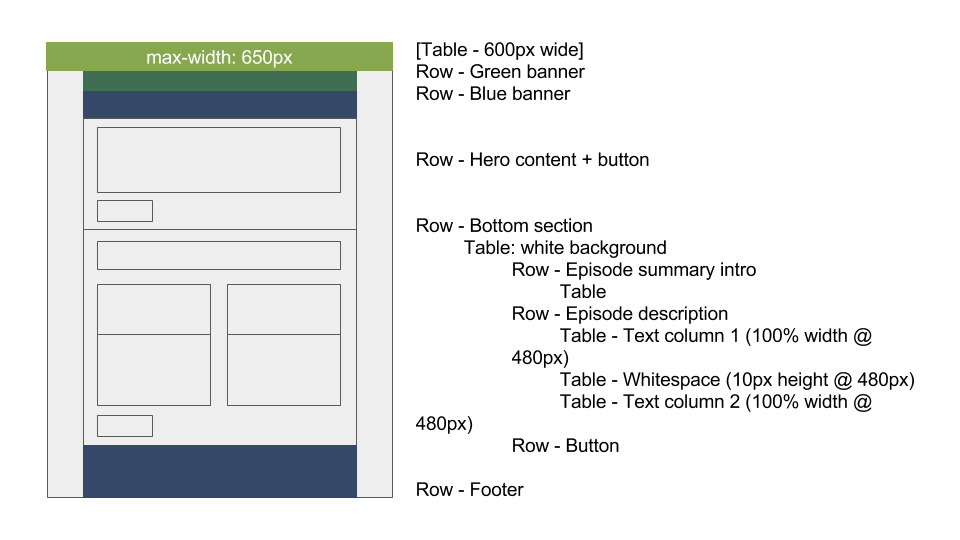 max-width: 650px
[Table - 600px wide]
Row - Green banner
Row - Blue banner
Row - Hero content + button
Row - Bottom section
Table: white background
Row - Episode summary intro
Table
Row - Episode description
Table - Text column 1 (100% width @
480px)
Table - Whitespace (10px height @ 480px)
Table - Text column 2 (100% width @
480px)
Row - Button
Row - Footer